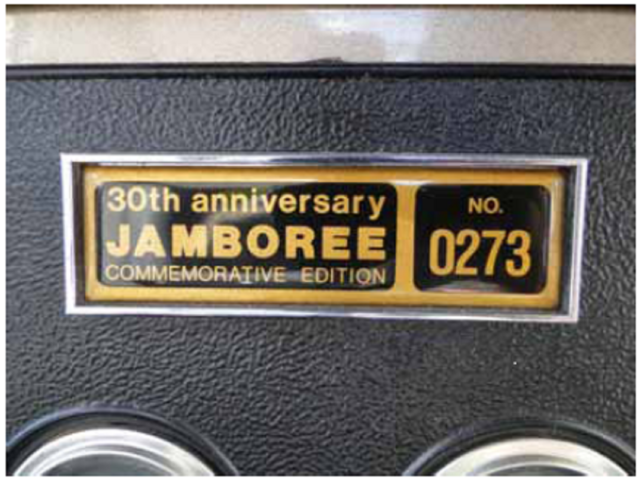 30th anniversary
JAMBOREE
COMMEMORATIVE EDITION
NO.
0273